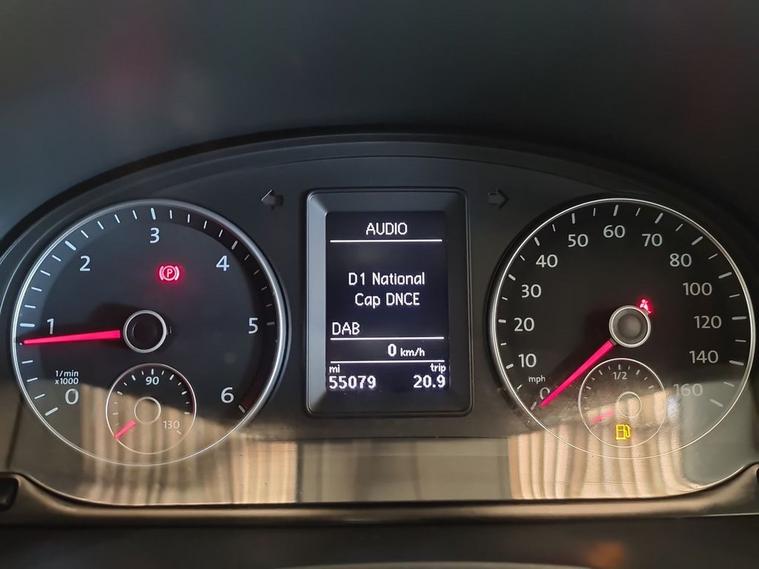 3
2
4
1
5
1/min
x1000
0
6
90
130
(P)
AUDIO
D1 National
Cap DNCE
DAB
0 km/h
mi trip
55079 20.9
60
50
70
40
80
30
100
20
120
10
140
mph
0
160
1/2